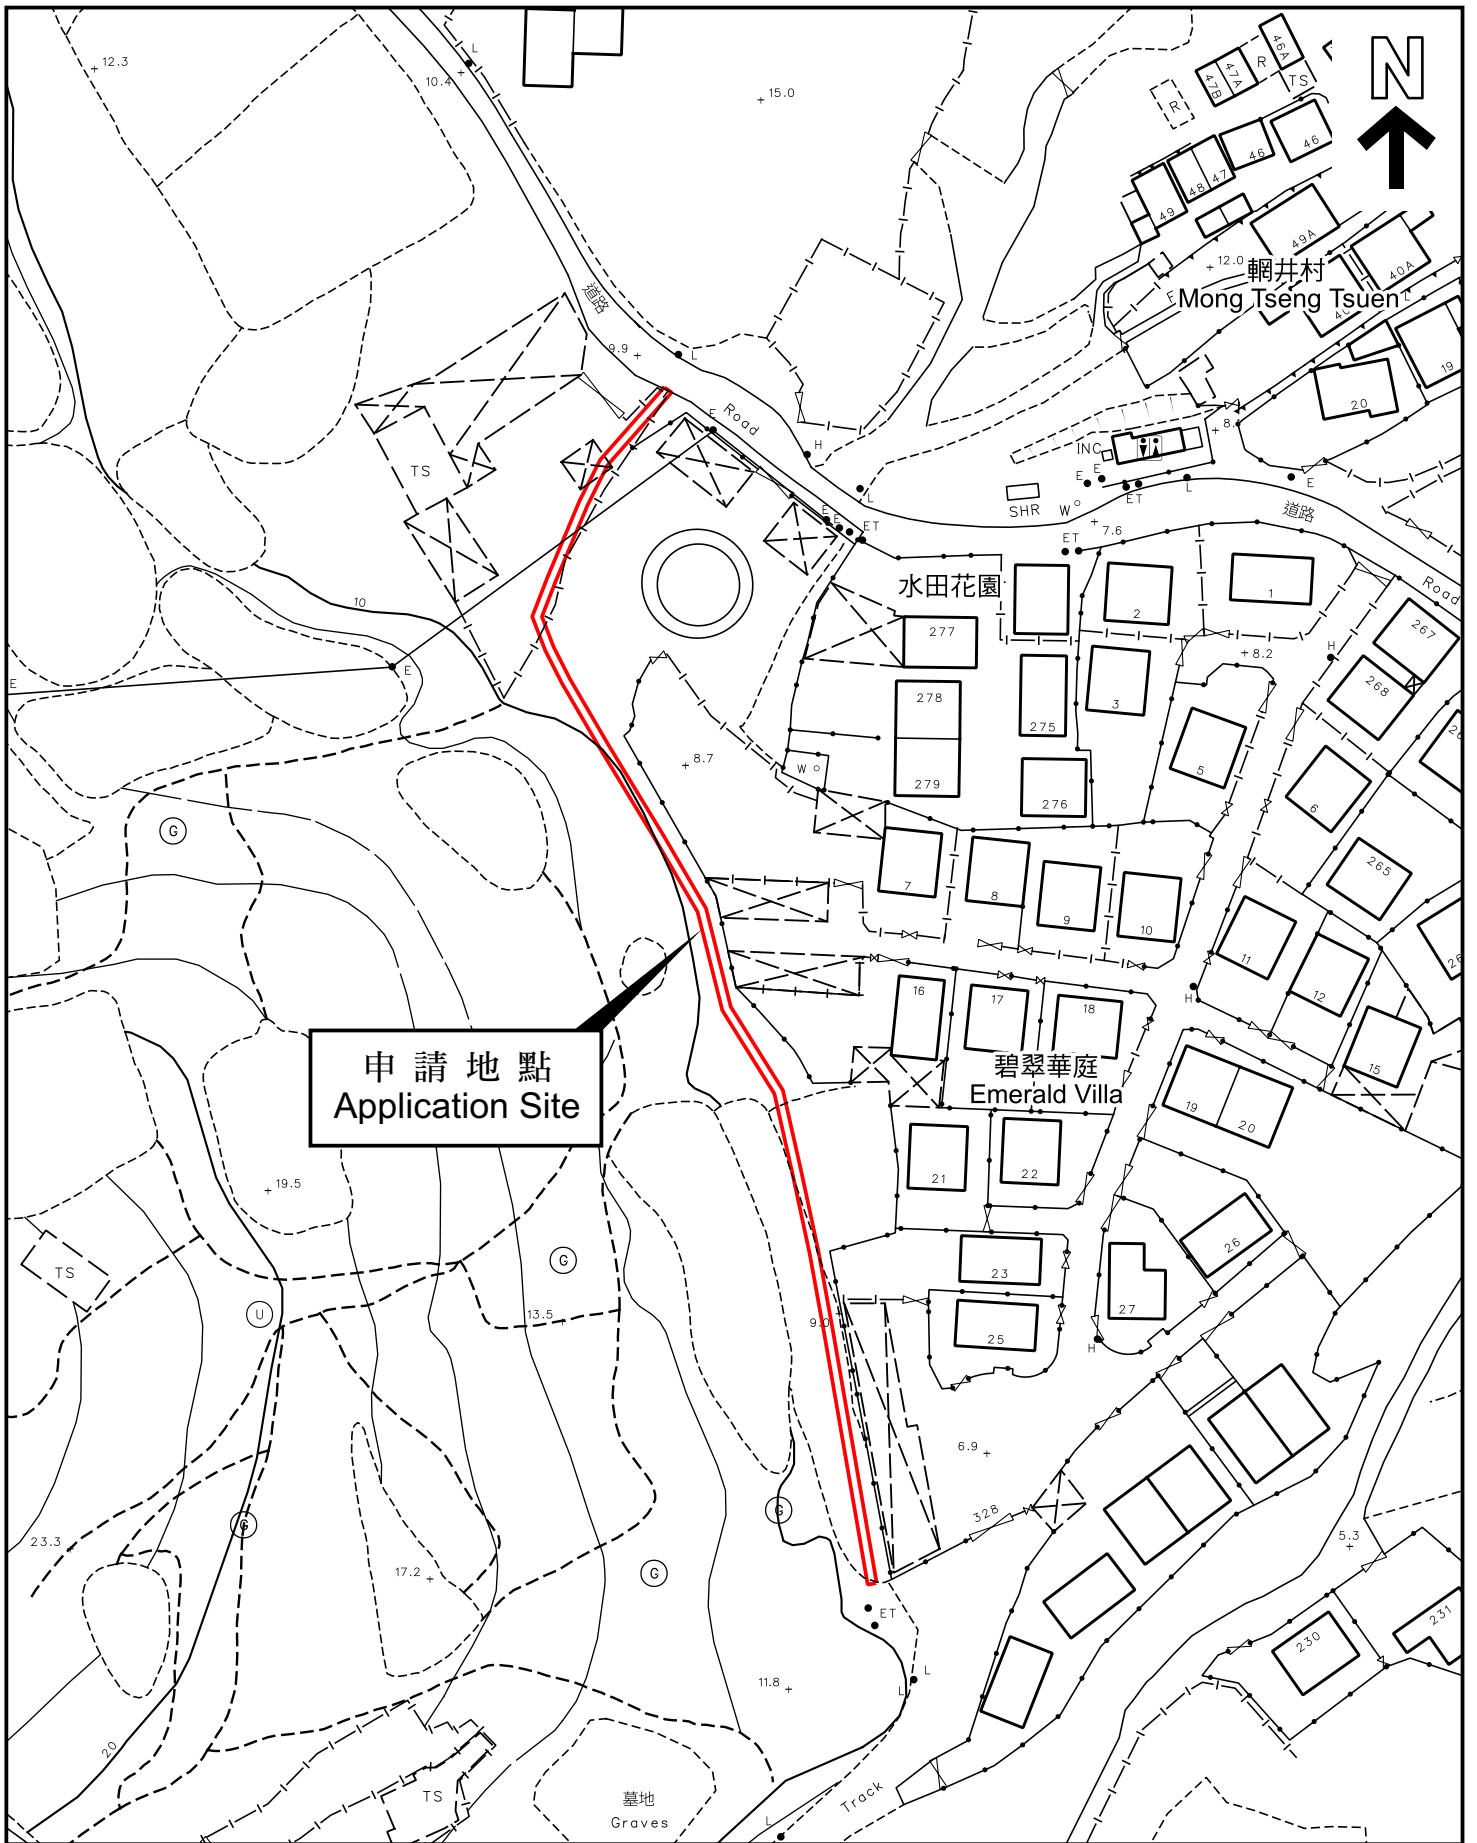 N
12.3
10.4
L
15.0
46A
R
TS
47A
47B
R
46
46
47
48
49
49A
40A
12.0
輞井村
Mong Tseng Tsuen
L
19
20
道路
9.9
L
Road
E
H
INC
E
E
ET
L
E
SHR
W
7.6
道路
Road
TS
L
E
E
ET
ET
水田花園
277
2
1
267
8.2
H
268
10
E
E
278
279
275
3
5
6
276
8.7
W
265
7
8
9
10
11
12
15
H
16
17
18
碧翠華庭
Emerald Villa
19
20
申請地點
Application Site
G
21
22
23
25
26
27
H
19.5
TS
U
G
13.5
9.0
6.9
328
G
G
G
23.3
17.2
5.3
ET
230
231
L
L
11.8
20
TS
墓地
Graves
L
Track